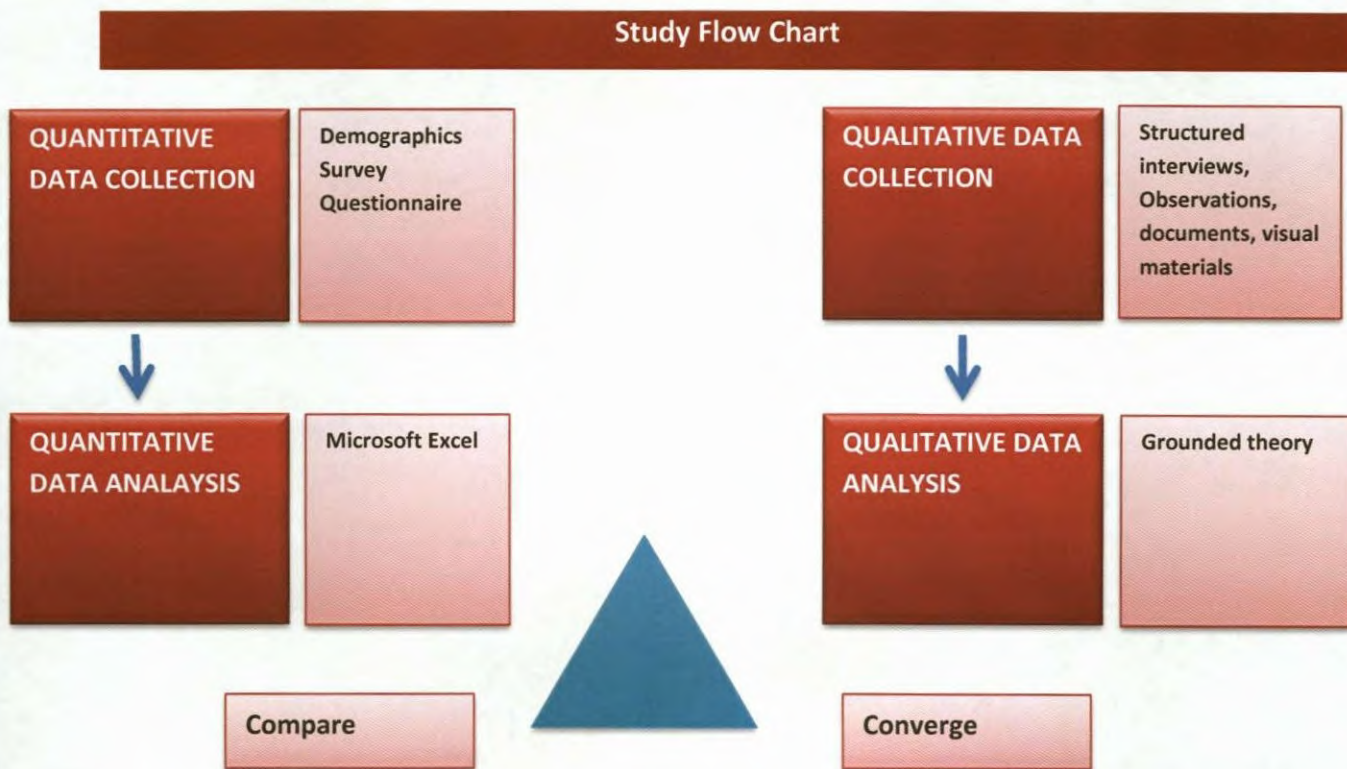 Study Flow Chart
QUANTITATIVE
DATA COLLECTION
Demographics
Survey
Questionnaire
QUALITATIVE DATA
COLLECTION
Structured
interviews,
Observations,
documents, visual
materials
QUANTITATIVE
DATA ANALAYSIS
Microsoft Excel
QUALITATIVE DATA
ANALYSIS
Grounded theory
Compare
Converge